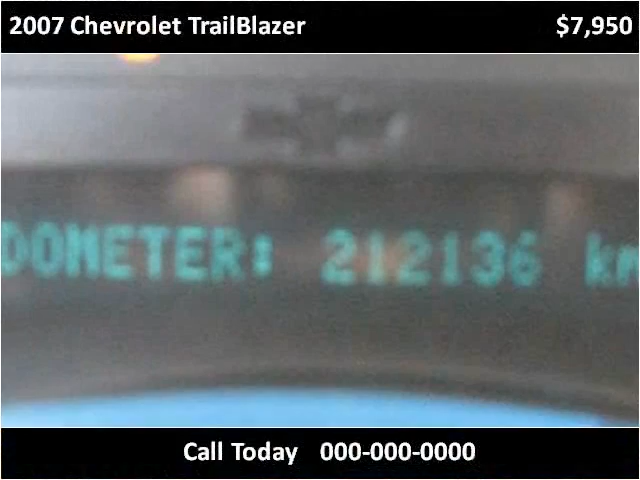 2007 Chevrolet TrailBlazer $7,950
DOMETER: 212136 km
Call Today 000-000-0000